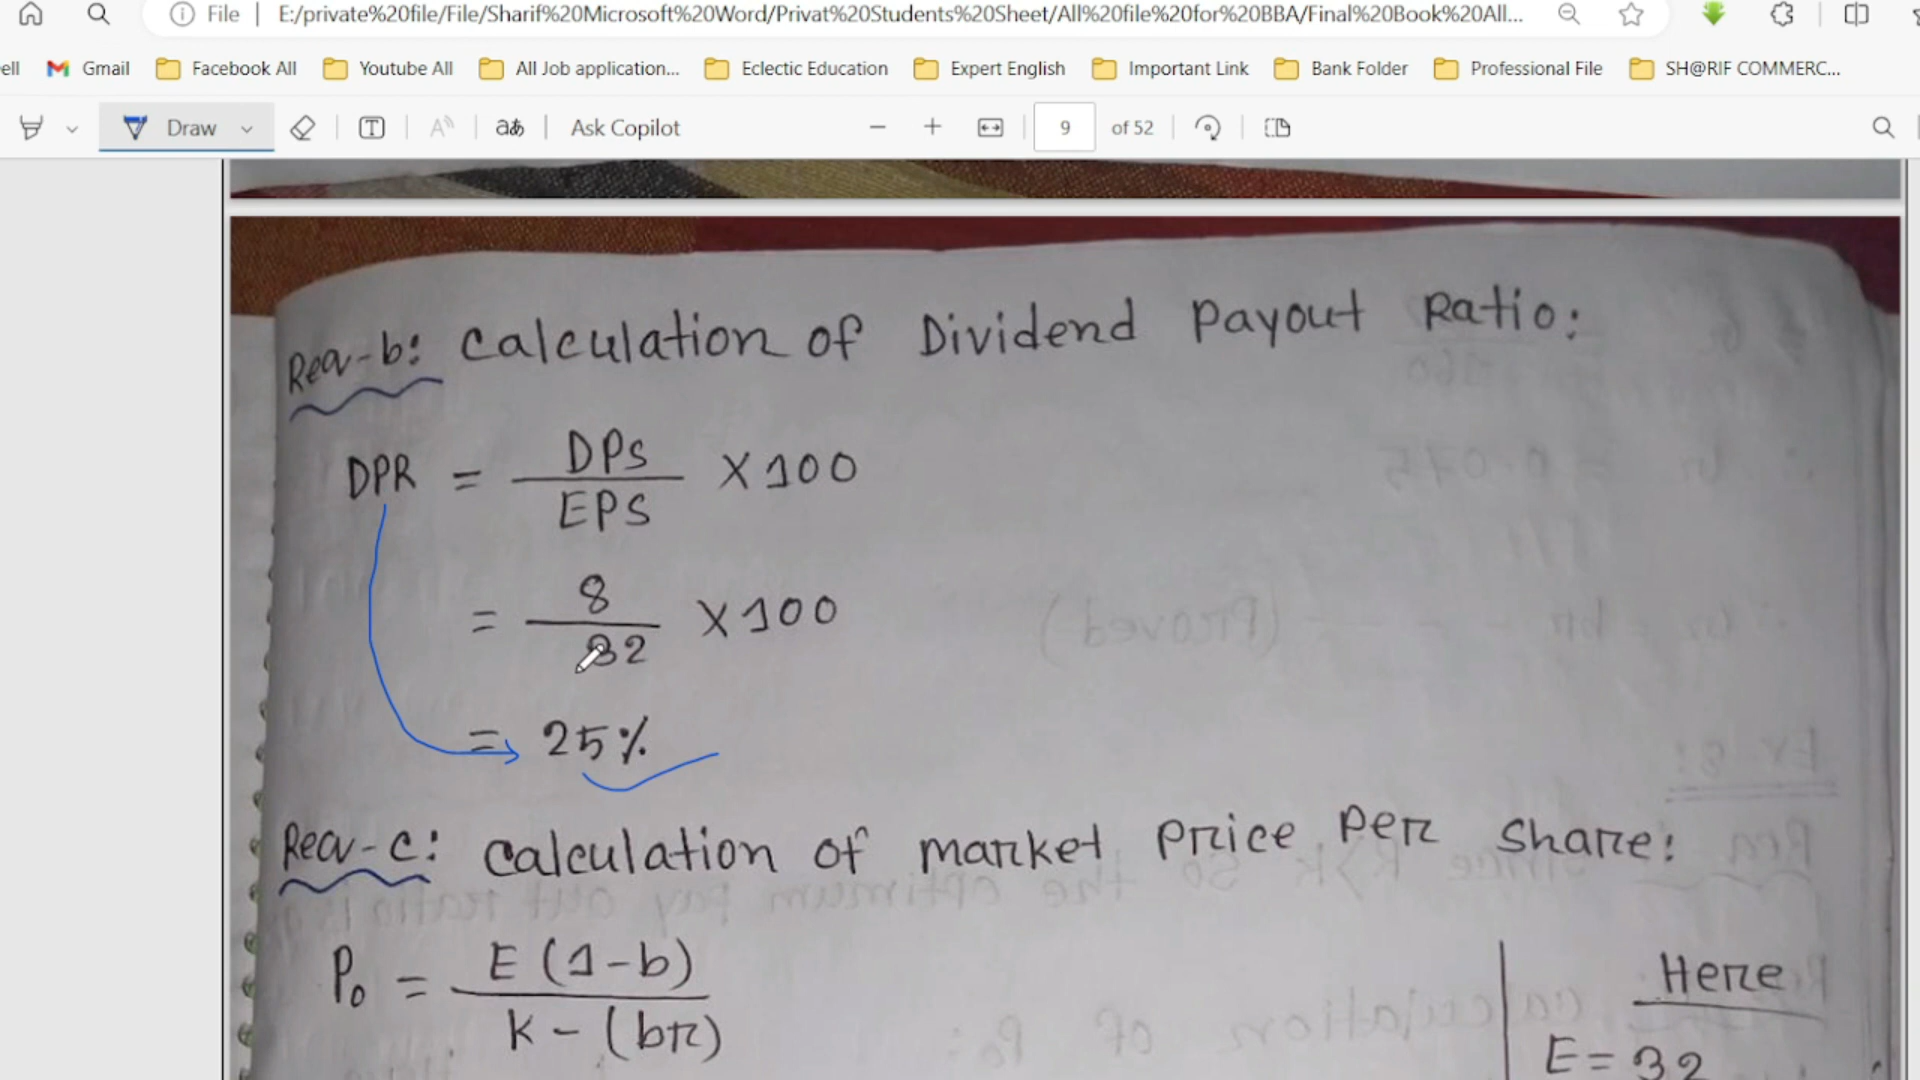 File | E:/private%20file/File/Sharif%20Microsoft%20Word/Privat%20Students%20Sheet/All%20file%20for%20BBA/Final%20Book%20All...
ell Gmail Facebook All Youtube All All Job application... Eclectic Education Expert English Important Link Bank Folder Professional File SH@RIF COMMERC...
Draw Ask Copilot 9 of 52
Req-b: Calculation of Dividend Payout Ratio:
DPR = DPS / EPS X 100
= 8 / 32 X 100
= 25%
Req-c: Calculation of market price per share:
P₀ = E (1-b) / K - (br)
Here
E = 32